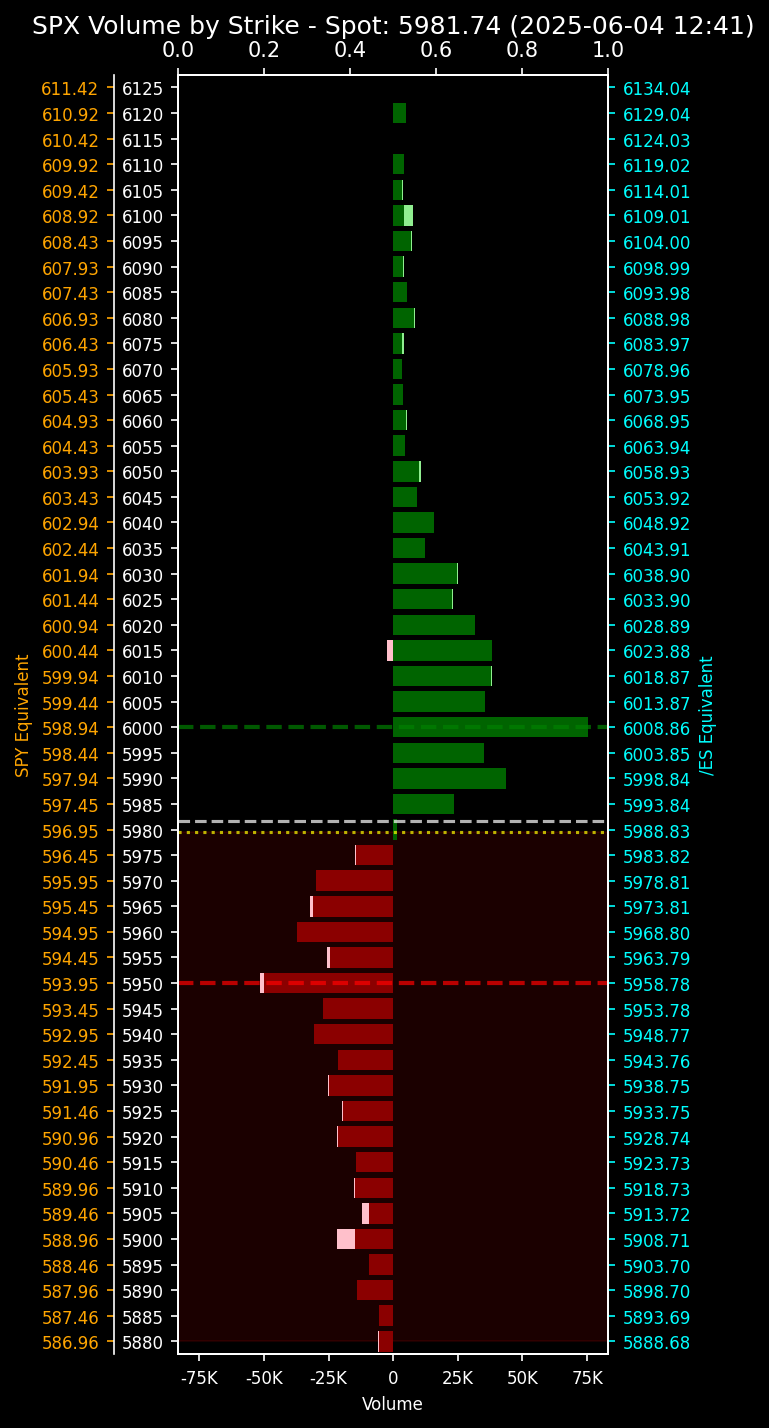 SPX Volume by Strike - Spot: 5981.74 (2025-06-04 12:41)
0.0 0.2 0.4 0.6 0.8 1.0
611.42 6125 6134.04
610.92 6120 6129.04
610.42 6115 6124.03
609.92 6110 6119.02
609.42 6105 6114.01
608.92 6100 6109.01
608.43 6095 6104.00
607.93 6090 6098.99
607.43 6085 6093.98
606.93 6080 6088.98
606.43 6075 6083.97
605.93 6070 6078.96
605.43 6065 6073.95
604.93 6060 6068.95
604.43 6055 6063.94
603.93 6050 6058.93
603.43 6045 6053.92
602.94 6040 6048.92
602.44 6035 6043.91
601.94 6030 6038.90
601.44 6025 6033.90
600.94 6020 6028.89
600.44 6015 6023.88
599.94 6010 6018.87
599.44 6005 6013.87
598.94 6000 6008.86
598.44 5995 6003.85
597.94 5990 5998.84
597.45 5985 5993.84
596.95 5980 5988.83
596.45 5975 5983.82
595.95 5970 5978.81
595.45 5965 5973.81
594.95 5960 5968.80
594.45 5955 5963.79
593.95 5950 5958.78
593.45 5945 5953.78
592.95 5940 5948.77
592.45 5935 5943.76
591.95 5930 5938.75
591.46 5925 5933.75
590.96 5920 5928.74
590.46 5915 5923.73
589.96 5910 5918.73
589.46 5905 5913.72
588.96 5900 5908.71
588.46 5895 5903.70
587.96 5890 5898.70
587.46 5885 5893.69
586.96 5880 5888.68
SPY Equivalent
/ES Equivalent
-75K -50K -25K 0 25K 50K 75K
Volume